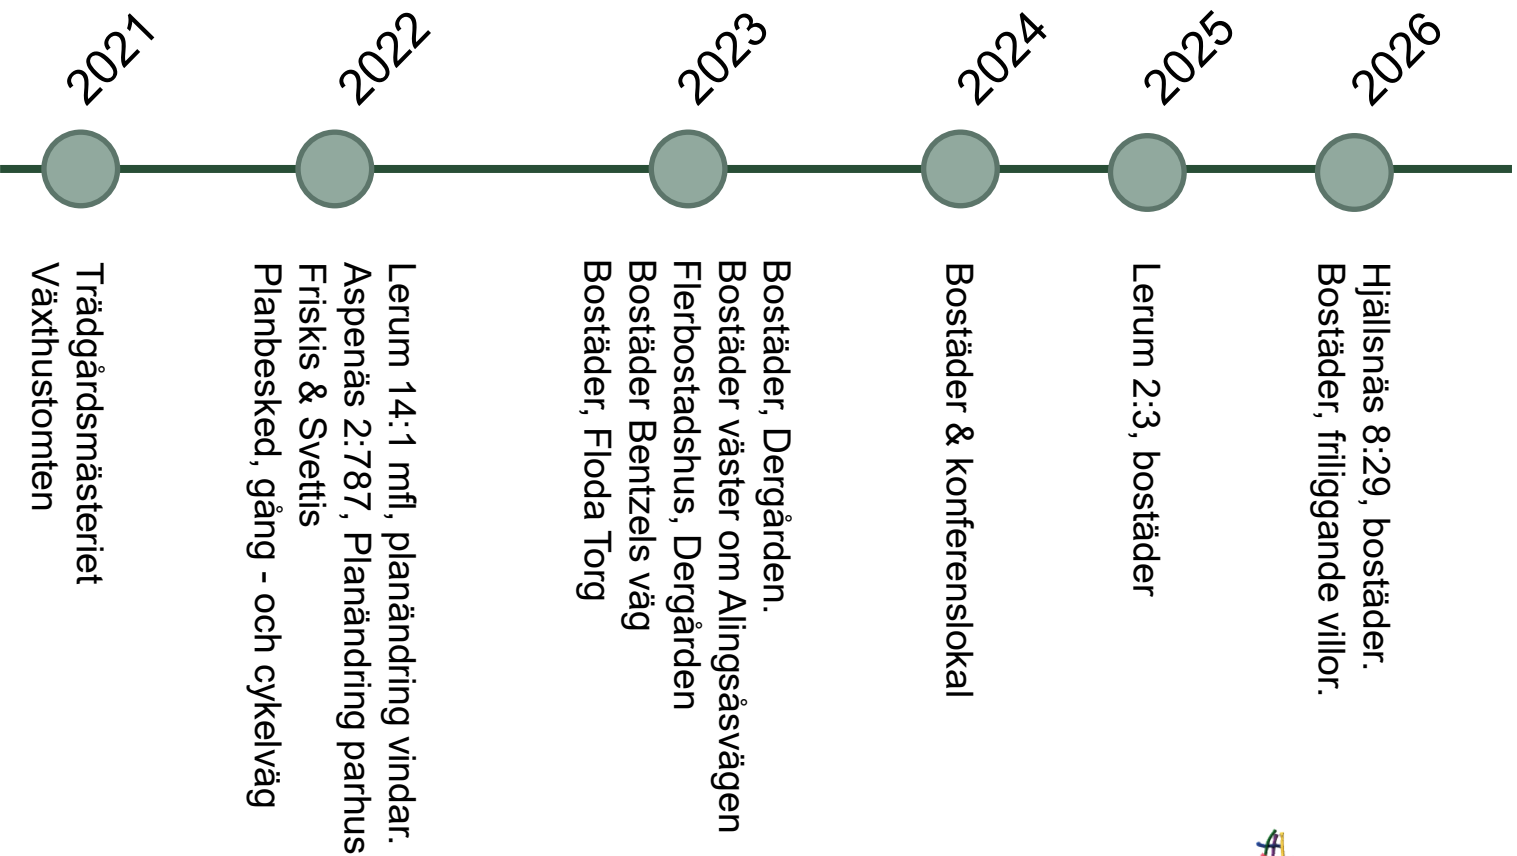 2021
2022
2023
2024
2025
2026
Trädgårdsmästeriet
Växthustomten
Lerum 14:1 mfl, planändring vindar.
Aspenäs 2:787, Planändring parhus
Friskis & Svettis
Planbesked, gång - och cykelväg
Bostäder, Dergården.
Bostäder väster om Alingsåsvägen
Flerbostadshus, Dergården
Bostäder Bentzels väg
Bostäder, Floda Torg
Bostäder & konferenslokal
Lerum 2:3, bostäder
Hjällsnäs 8:29, bostäder.
Bostäder, friliggande villor.